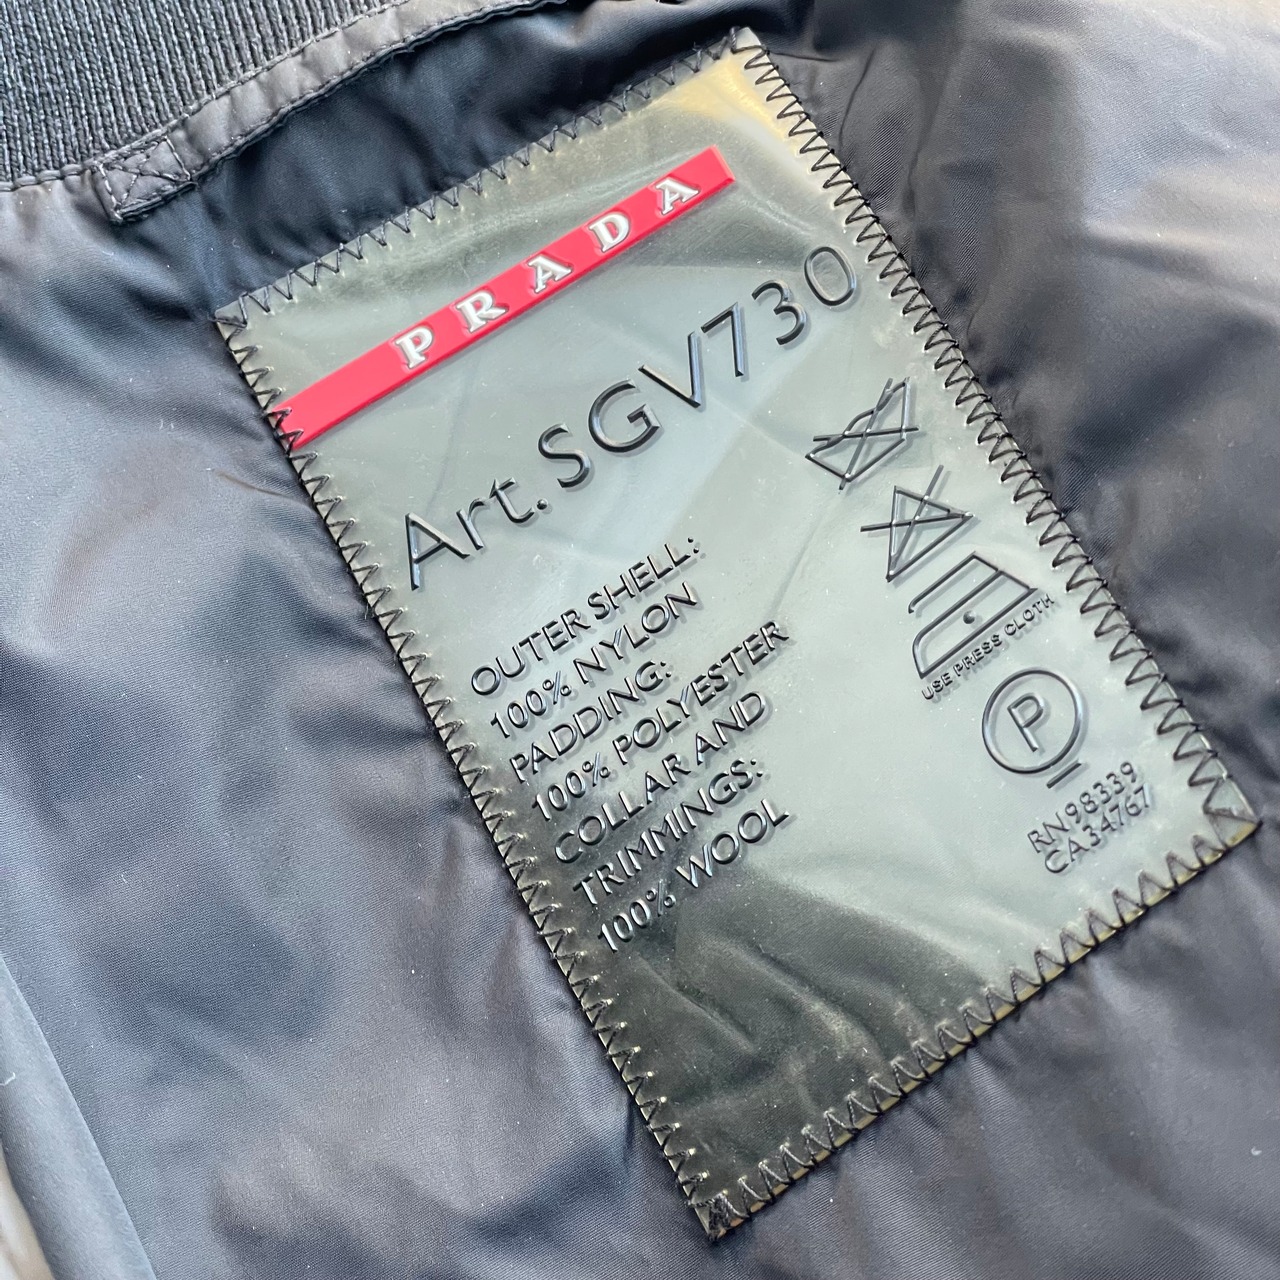 PRADA
Art. SGV730
OUTER SHELL:
100% NYLON
PADDING:
100% POLYESTER
COLLAR AND
TRIMMINGS:
100% WOOL
USE PRESS CLOTH
P
RN98339
CA34767